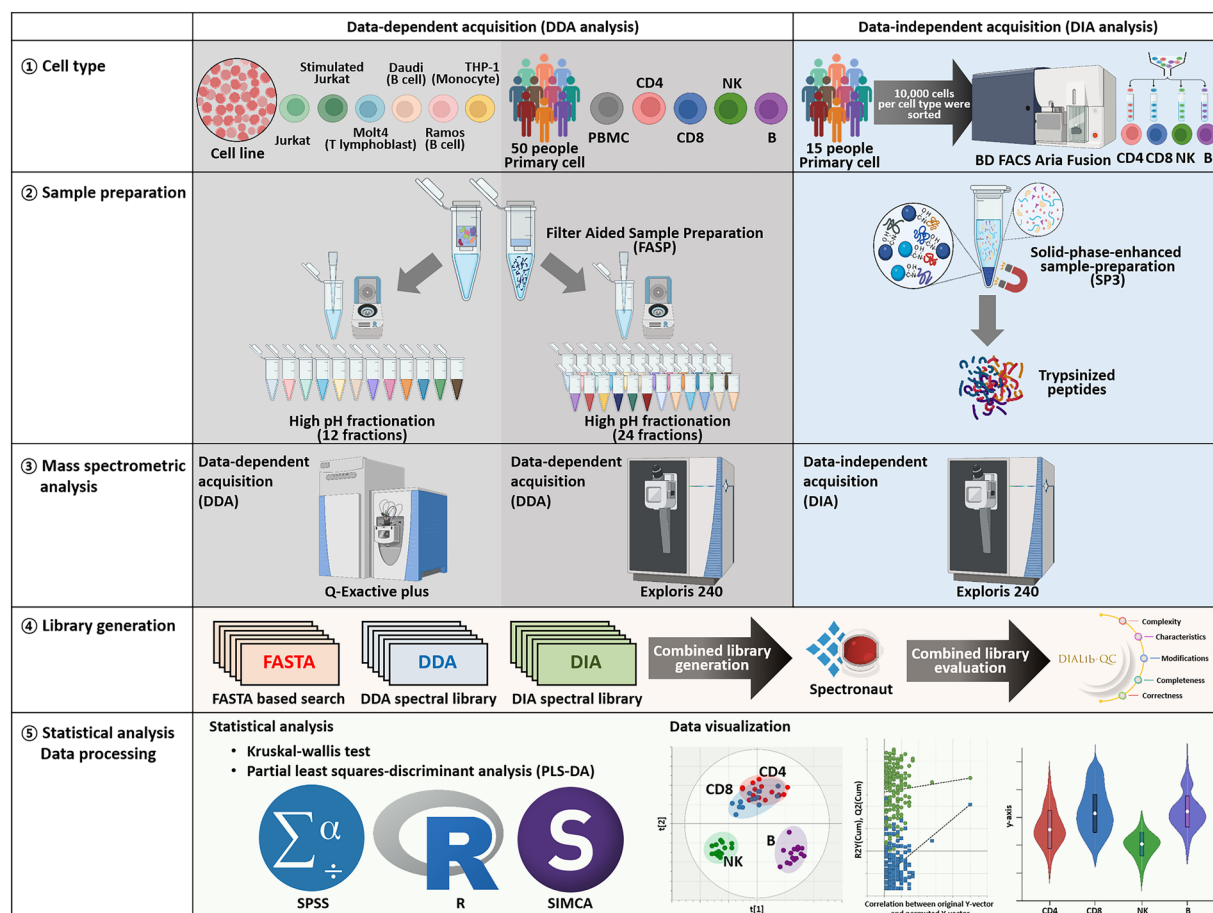 Data-dependent acquisition (DDA analysis)
Data-independent acquisition (DIA analysis)
① Cell type
Cell line
Jurkat
Stimulated
Jurkat
Molt4
(T lymphoblast)
Daudi
(B cell)
Ramos
(B cell)
THP-1
(Monocyte)
50 people
Primary cell
PBMC
CD4
CD8
NK
B
15 people
Primary cell
10,000 cells
per cell type were
sorted
BD FACS Aria Fusion
CD4
CD8
NK
B
② Sample preparation
Filter Aided Sample Preparation
(FASP)
High pH fractionation
(12 fractions)
High pH fractionation
(24 fractions)
Solid-phase-enhanced
sample-preparation
(SP3)
Trypsinized
peptides
③ Mass spectrometric
analysis
Data-dependent
acquisition
(DDA)
Q-Exactive plus
Data-dependent
acquisition
(DDA)
Exploris 240
Data-independent
acquisition
(DIA)
Exploris 240
④ Library generation
FASTA
FASTA based search
DDA
DDA spectral library
DIA
DIA spectral library
Combined library
generation
Spectronaut
Combined library
evaluation
DIALib-QC
Complexity
Characteristics
Modifications
Completeness
Correctness
⑤ Statistical analysis
Data processing
Statistical analysis
• Kruskal-wallis test
• Partial least squares-discriminant analysis (PLS-DA)
Σ α ÷
SPSS
R
R
S
SIMCA
Data visualization
t[2]
CD4
CD8
NK
B
t[1]
R2Y(Cum), Q2(Cum)
Correlation between original Y-vector
Y-axis
CD4
CD8
NK
B